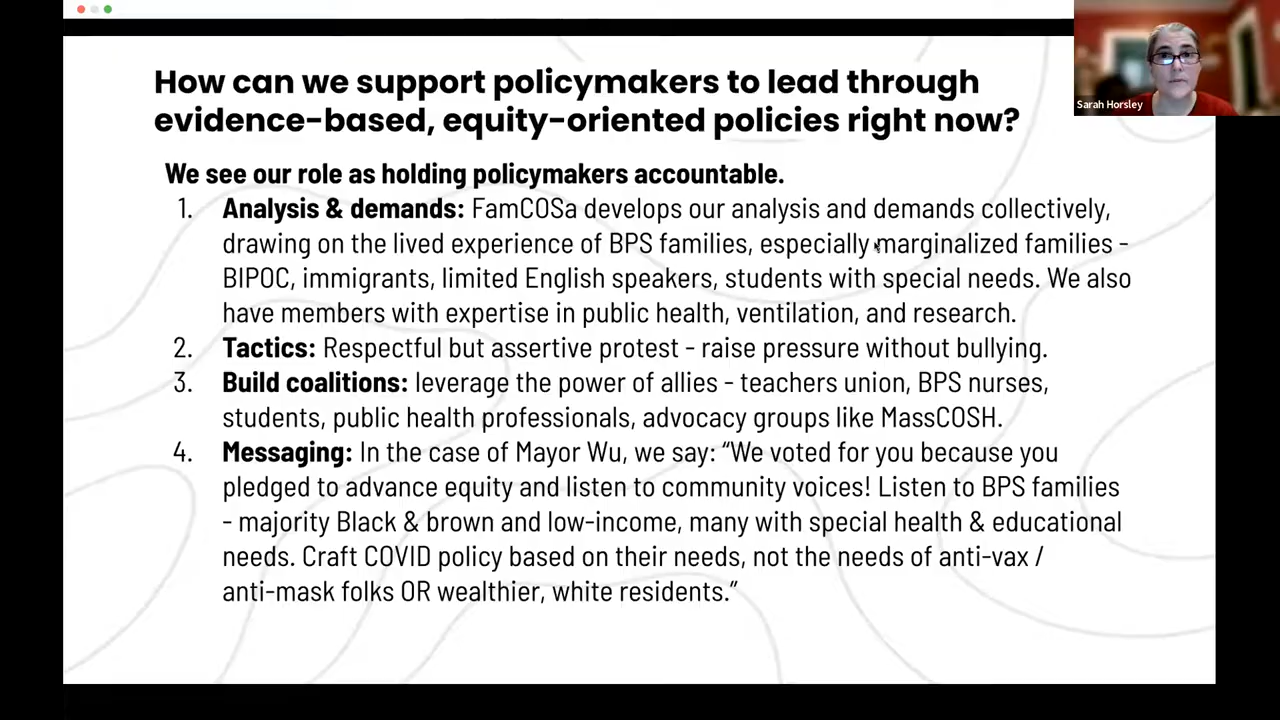 How can we support policymakers to lead through
evidence-based, equity-oriented policies right now?
Sarah Horsley
We see our role as holding policymakers accountable.
1. Analysis & demands: FamCOSa develops our analysis and demands collectively,
drawing on the lived experience of BPS families, especially marginalized families -
BIPOC, immigrants, limited English speakers, students with special needs. We also
have members with expertise in public health, ventilation, and research.
2. Tactics: Respectful but assertive protest - raise pressure without bullying.
3. Build coalitions: leverage the power of allies - teachers union, BPS nurses,
students, public health professionals, advocacy groups like MassCOSH.
4. Messaging: In the case of Mayor Wu, we say: “We voted for you because you
pledged to advance equity and listen to community voices! Listen to BPS families
- majority Black & brown and low-income, many with special health & educational
needs. Craft COVID policy based on their needs, not the needs of anti-vax /
anti-mask folks OR wealthier, white residents.”